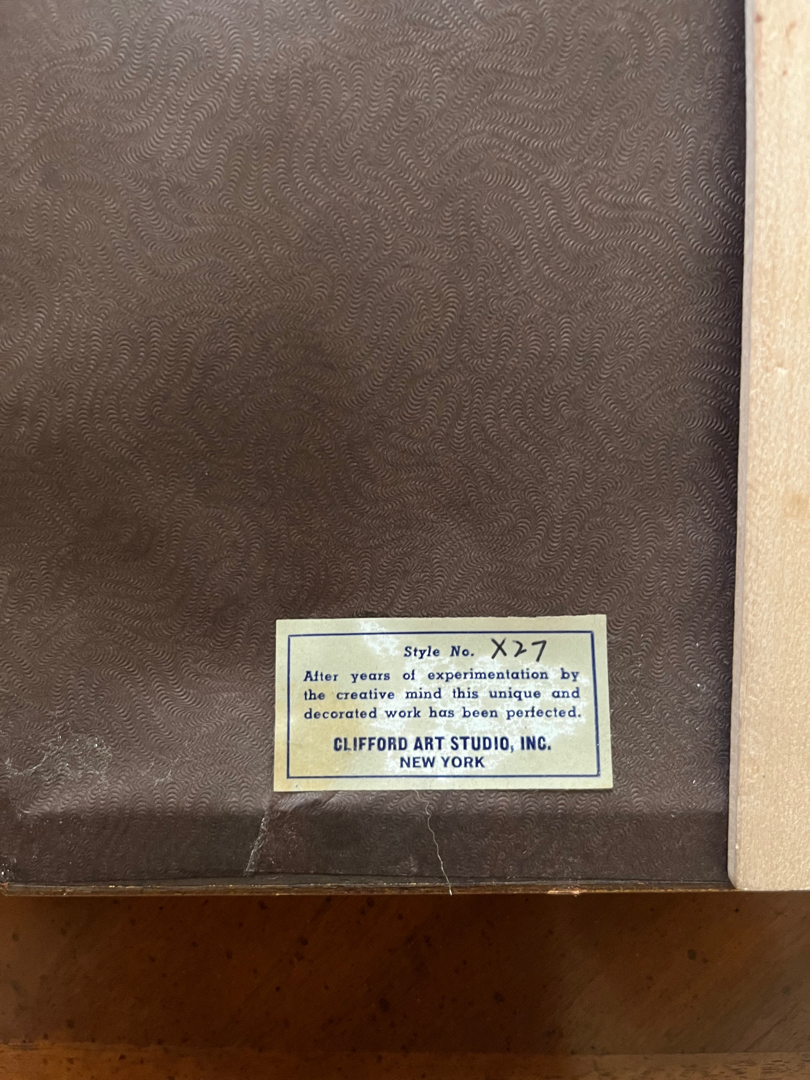 Style No. X27
After years of experimentation by
the creative mind this unique and
decorated work has been perfected.
CLIFFORD ART STUDIO, INC.
NEW YORK